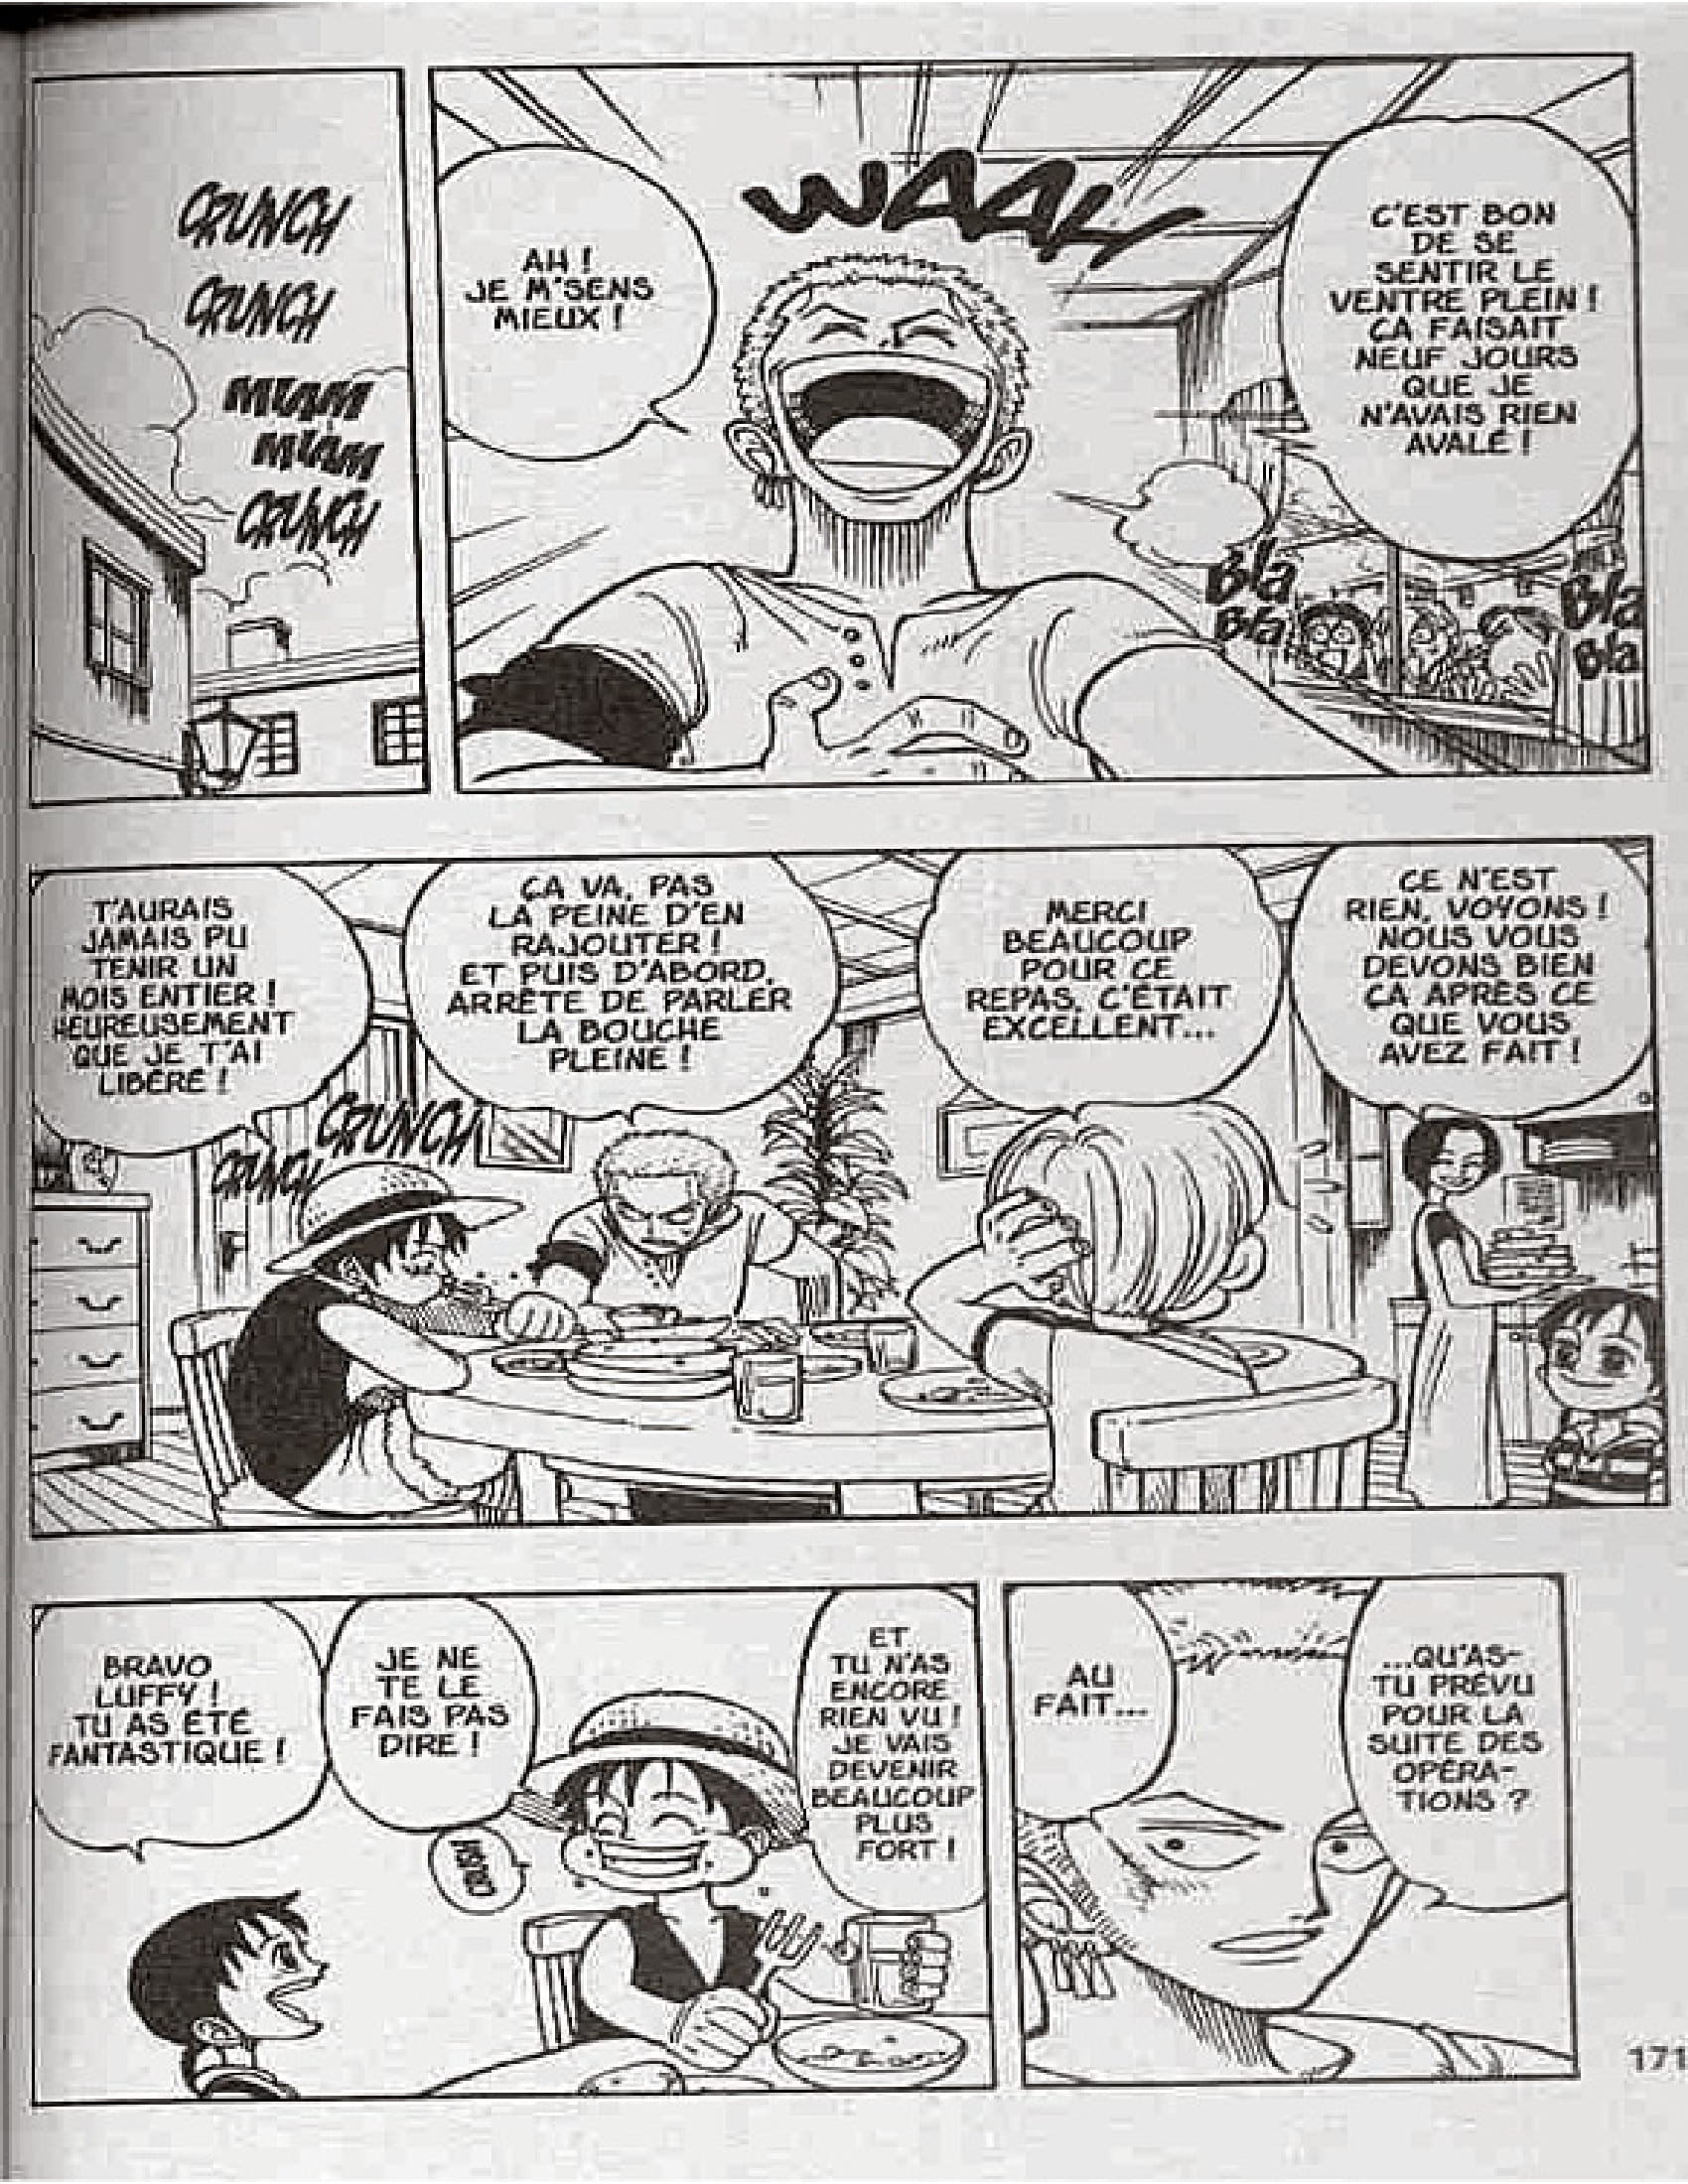 CRUNCH
CRUNCH
MIAM
MIAM
CRUNCH
AH !
JE M'SENS
MIEUX !
WAAH
C'EST BON
DE SE
SENTIR LE
VENTRE PLEIN !
ÇA FAISAIT
NEUF JOURS
QUE JE
N'AVAIS RIEN
AVALÉ !
Bla
Bla
Bla
Bla
T'AURAIS
JAMAIS PU
TENIR UN
MOIS ENTIER !
HEUREUSEMENT
QUE JE T'AI
LIBÉRÉ !
ÇA VA, PAS
LA PEINE D'EN
RAJOUTER !
ET PUIS D'ABORD,
ARRÊTE DE PARLER
LA BOUCHE
PLEINE !
MERCI
BEAUCOUP
POUR CE
REPAS, C'ÉTAIT
EXCELLENT...
CE N'EST
RIEN, VOYONS !
NOUS VOUS
DEVONS BIEN
ÇA APRÈS CE
QUE VOUS
AVEZ FAIT !
CRUNCH
CRUNCH
BRAVO
LUFFY !
TU AS ÉTÉ
FANTASTIQUE !
JE NE
TE LE
FAIS PAS
DIRE !
ET
TU N'AS
ENCORE
RIEN VU !
JE VAIS
DEVENIR
BEAUCOUP
PLUS
FORT !
AU
FAIT...
...QU'AS-
TU PRÉVU
POUR LA
SUITE DES
OPÉRA-
TIONS ?
171